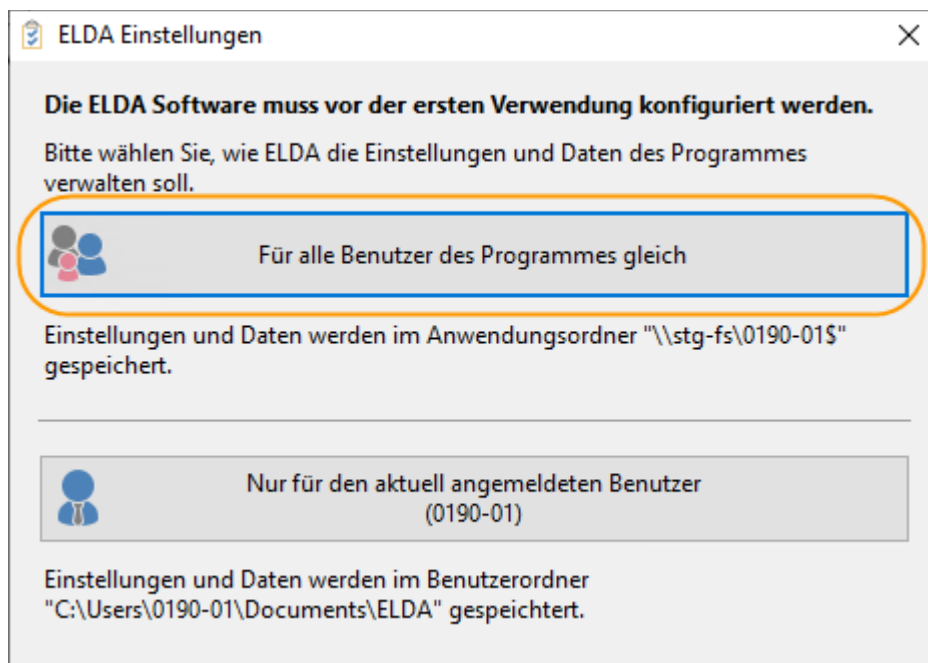 ELDA Einstellungen
Die ELDA Software muss vor der ersten Verwendung konfiguriert werden.
Bitte wählen Sie, wie ELDA die Einstellungen und Daten des Programmes
verwalten soll.
Für alle Benutzer des Programmes gleich
Einstellungen und Daten werden im Anwendungsordner "\\stg-fs\0190-01$"
gespeichert.
Nur für den aktuell angemeldeten Benutzer
(0190-01)
Einstellungen und Daten werden im Benutzerordner
"C:\Users\0190-01\Documents\ELDA" gespeichtert.